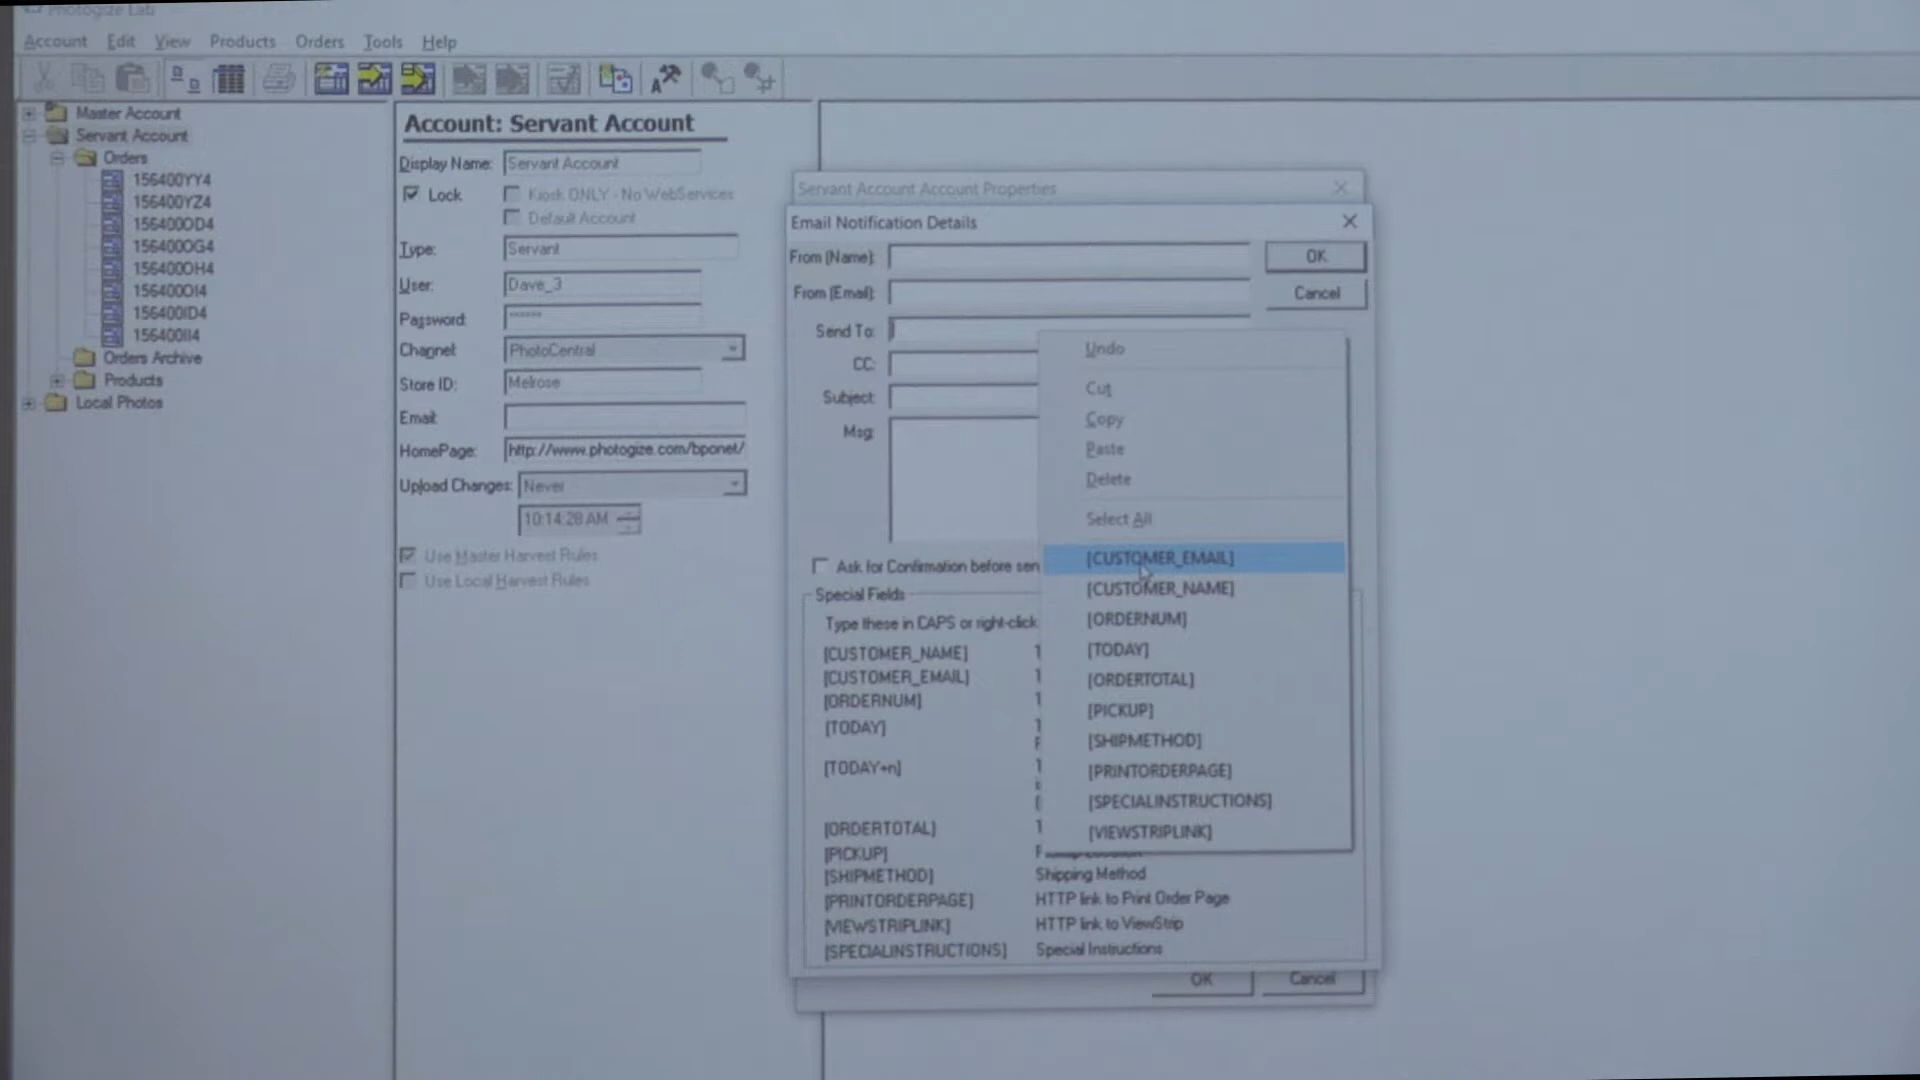 Photogize Lab
Account Edit View Products Orders Tools Help
Master Account
Servant Account
Orders
156400YY4
156400YZ4
156400OD4
156400OG4
156400OH4
156400OI4
156400ID4
156400II4
Orders Archive
Products
Local Photos
Account: Servant Account
Display Name: Servant Account
Lock Kiosk ONLY - No WebServices
Default Account
Type: Servant
User: Dave_3
Password: ******
Channel: PhotoCentral
Store ID: Melrose
Email:
HomePage: http://www.photogize.com/bponet/
Upload Changes: Never
10:14:28 AM
Use Master Harvest Rules
Use Local Harvest Rules
Servant Account Account Properties
Email Notification Details
From (Name): OK
From (Email): Cancel
Send To:
CC:
Subject:
Msg:
Ask for Confirmation before sen
Special Fields
Type these in CAPS or right-click
[CUSTOMER_NAME]
[CUSTOMER_EMAIL]
[ORDERNUM]
[TODAY]
[TODAY+n]
[ORDERTOTAL]
[PICKUP]
[SHIPMETHOD] Shipping Method
[PRINTORDERPAGE] HTTP link to Print Order Page
[VIEWSTRIPLINK] HTTP link to ViewStrip
[SPECIALINSTRUCTIONS] Special Instructions
OK Cancel
Undo
Cut
Copy
Paste
Delete
Select All
[CUSTOMER_EMAIL]
[CUSTOMER_NAME]
[ORDERNUM]
[TODAY]
[ORDERTOTAL]
[PICKUP]
[SHIPMETHOD]
[PRINTORDERPAGE]
[SPECIALINSTRUCTIONS]
[VIEWSTRIPLINK]